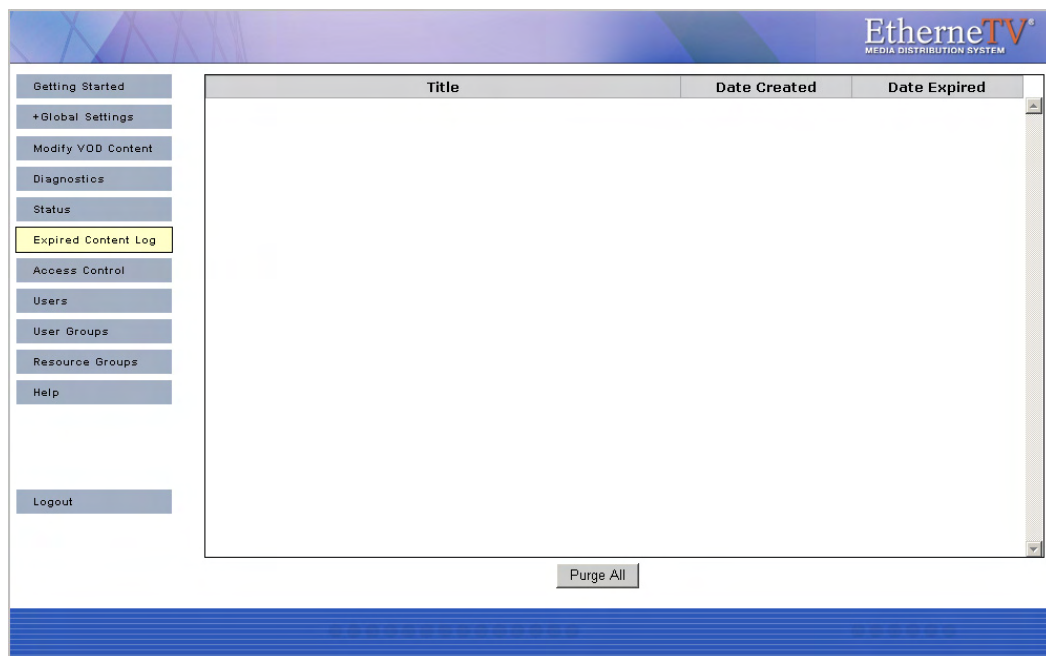 EtherneTV®
MEDIA DISTRIBUTION SYSTEM
Getting Started
+Global Settings
Modify VOD Content
Diagnostics
Status
Expired Content Log
Access Control
Users
User Groups
Resource Groups
Help
Logout
Title Date Created Date Expired
Purge All